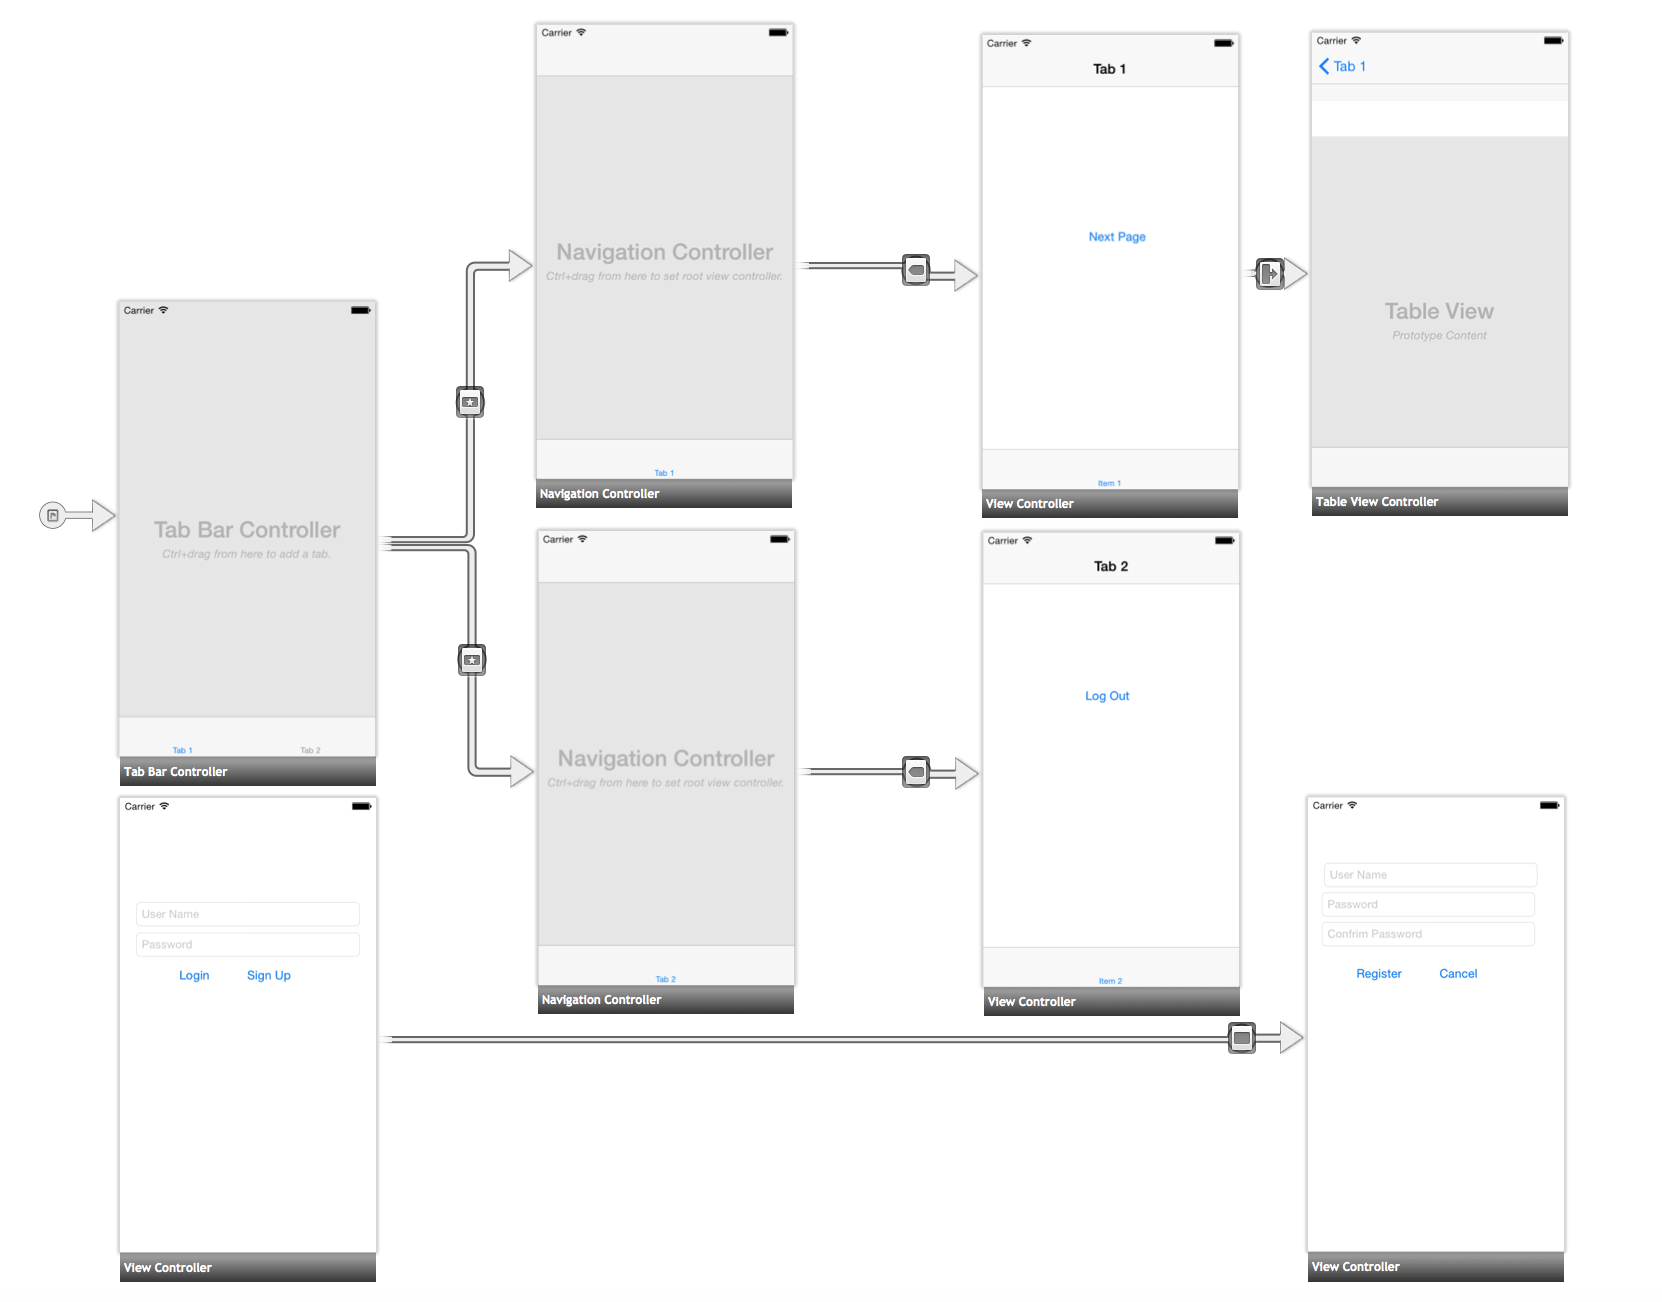 Carrier
Navigation Controller
Ctrl+drag from here to set root view controller.
Tab 1
Navigation Controller
Carrier
Tab 1
Next Page
Item 1
View Controller
Carrier
Tab 1
Table View
Prototype Content
Table View Controller
Carrier
Tab Bar Controller
Ctrl+drag from here to add a tab.
Tab 1 Tab 2
Tab Bar Controller
Carrier
Navigation Controller
Ctrl+drag from here to set root view controller.
Tab 2
Navigation Controller
Carrier
Tab 2
Log Out
Item 2
View Controller
Carrier
User Name
Password
Login Sign Up
View Controller
Carrier
User Name
Password
Confrim Password
Register Cancel
View Controller